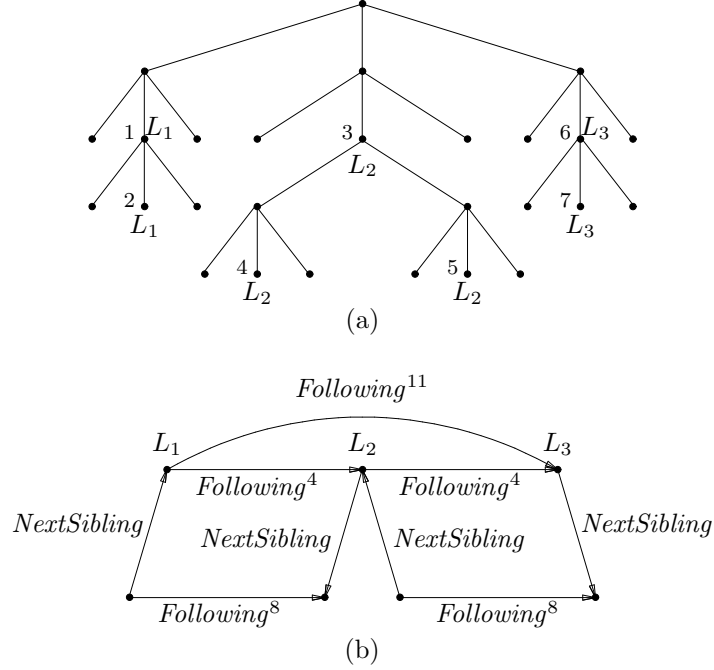 1 L₁ 3 6 L₃
L₂
2 7
L₁ L₃
4 5
L₂ L₂
(a)
Following¹¹
L₁ L₂ L₃
Following⁴ Following⁴
NextSibling NextSibling NextSibling NextSibling
Following⁸ Following⁸
(b)